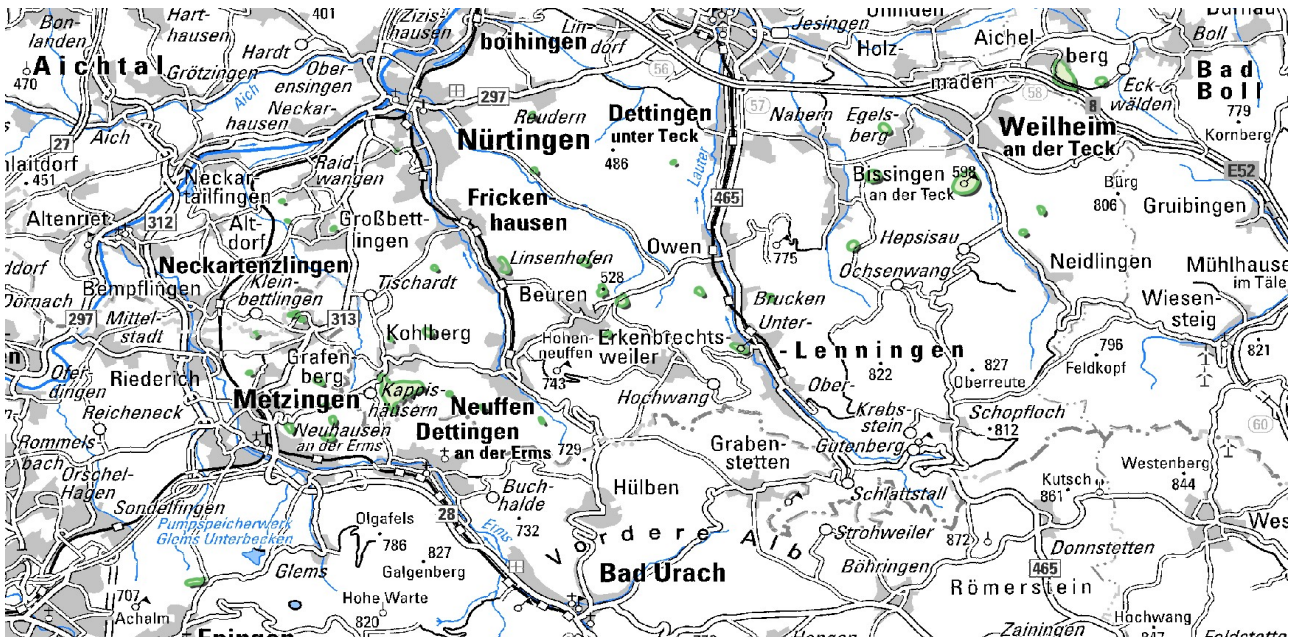 Bon-
landen
Hart-
hausen
401
Zizis-
hausen
Lin-
dorf
boihingen
Jesingen
Holz-
maden
Aichel-
berg
Boll
Bad
Boll
779
Kornberg
Eck-
wälden
Aichtal
470
Grötzingen
Hardt
Ober-
ensingen
Aich
Neckar-
hausen
297
56
57
58
8
Reudern
Nürtingen
Dettingen
unter Teck
486
Nabern
Egels-
berg
Weilheim
an der Teck
E52
27
Aich
451
Neckar-
tailfingen
Raid-
wangen
Lauter
465
Bissingen
an der Teck
598
Bürg
806
Gruibingen
Altenriet
312
Alt-
dorf
Großbett-
lingen
Fricken-
hausen
Owen
775
Hepsisau
Neckartenzlingen
Linsenhofen
528
Ochsenwang
Neidlingen
Mühlhause
im Täle
Bempflingen
Klein-
bettlingen
Tischardt
Beuren
Brucken
Wiesen-
steig
Dörnach
297
Mittel-
stadt
313
Kohlberg
Hohen-
neuffen
743
Erkenbrechts-
weiler
Unter-
-Lenningen
822
827
Oberreute
796
Feldkopf
821
Riederich
Grafen-
berg
Metzingen
Kappis-
häusern
Neuffen
Hochwang
Ober-
Krebs-
stein
Schopfloch
812
Reicheneck
Rommels-
bach
Neuhausen
an der Erms
Dettingen
an der Erms
729
Graben-
stetten
Gutenberg
60
Orschel-
Hagen
Sondelfingen
Buch-
halde
732
Hülben
Schlattstall
Kutsch
861
Westenberg
844
Pumpspeicherwerk
Glems Unterbecken
Olgafels
786
827
Galgenberg
28
Erms
Vordere Alb
Strohweiler
872
Donnstetten
Glems
Bad Urach
Böhringen
465
Römerstein
707
Achalm
Hohe Warte
820
Eningen
Zainingen
Hochwang